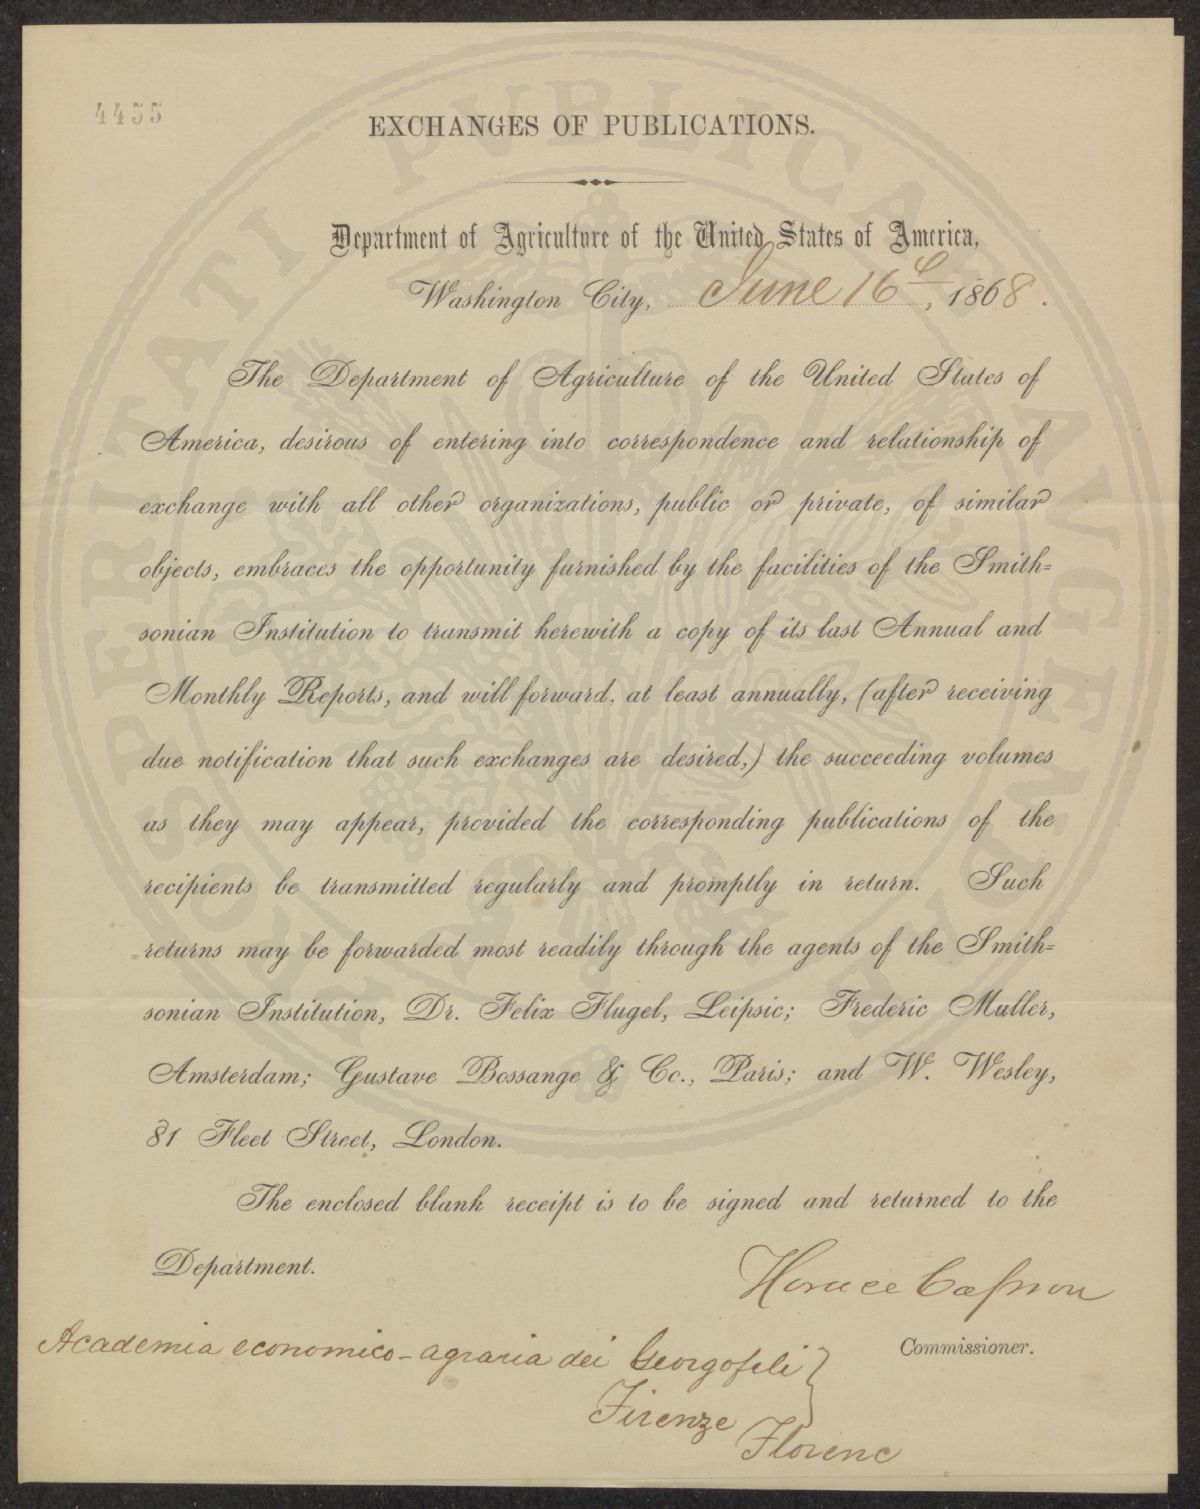 4455
EXCHANGES OF PUBLICATIONS.
Department of Agriculture of the United States of America,
Washington City, June 16th, 1868.
The Department of Agriculture of the United States of
America, desirous of entering into correspondence and relationship of
exchange with all other organizations, public or private, of similar
objects, embraces the opportunity furnished by the facilities of the Smith=
sonian Institution to transmit herewith a copy of its last Annual and
Monthly Reports, and will forward, at least annually, (after receiving
due notification that such exchanges are desired,) the succeeding volumes
as they may appear, provided the corresponding publications of the
recipients be transmitted regularly and promptly in return. Such
returns may be forwarded most readily through the agents of the Smith=
sonian Institution, Dr. Felix Flugel, Leipsic; Frederic Muller,
Amsterdam; Gustave Bossange & Co., Paris; and W. Wesley,
81 Fleet Street, London.
The enclosed blank receipt is to be signed and returned to the
Department.
Horace Capron
Commissioner.
Academia economico-agraria dei Georgofili }
Firenze
Florenc
PROSPERITATI PUBLICAE AVGENDAE